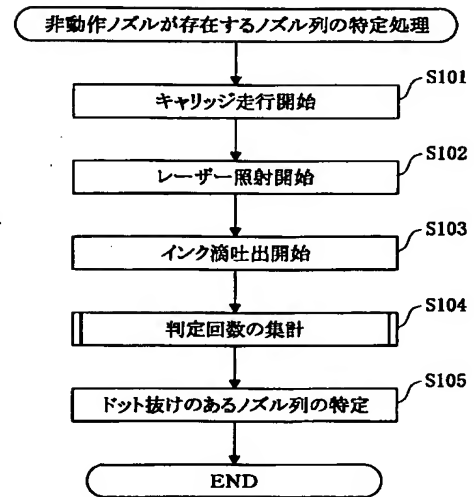 非動作ノズルが存在するノズル列の特定処理
S101
キャリッジ走行開始
S102
レーザー照射開始
S103
インク滴吐出開始
S104
判定回数の集計
S105
ドット抜けのあるノズル列の特定
END